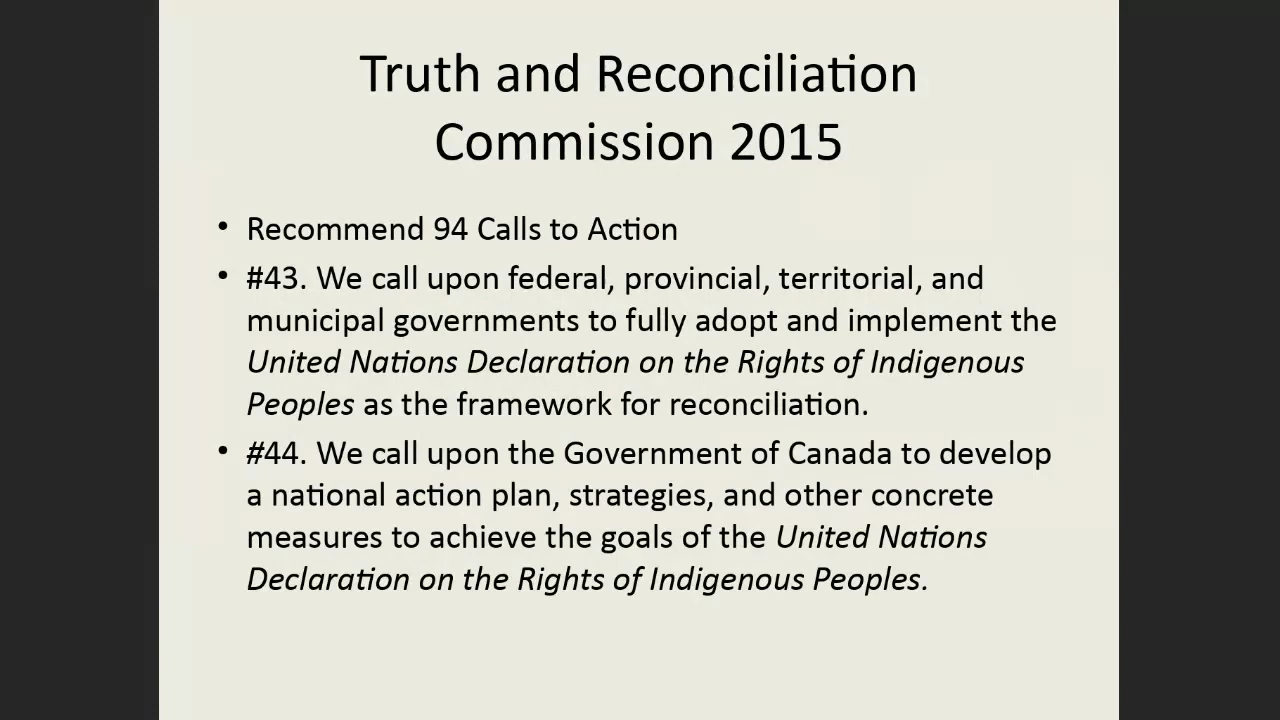 Truth and Reconciliation
Commission 2015
• Recommend 94 Calls to Action
• #43. We call upon federal, provincial, territorial, and
municipal governments to fully adopt and implement the
United Nations Declaration on the Rights of Indigenous
Peoples as the framework for reconciliation.
• #44. We call upon the Government of Canada to develop
a national action plan, strategies, and other concrete
measures to achieve the goals of the United Nations
Declaration on the Rights of Indigenous Peoples.